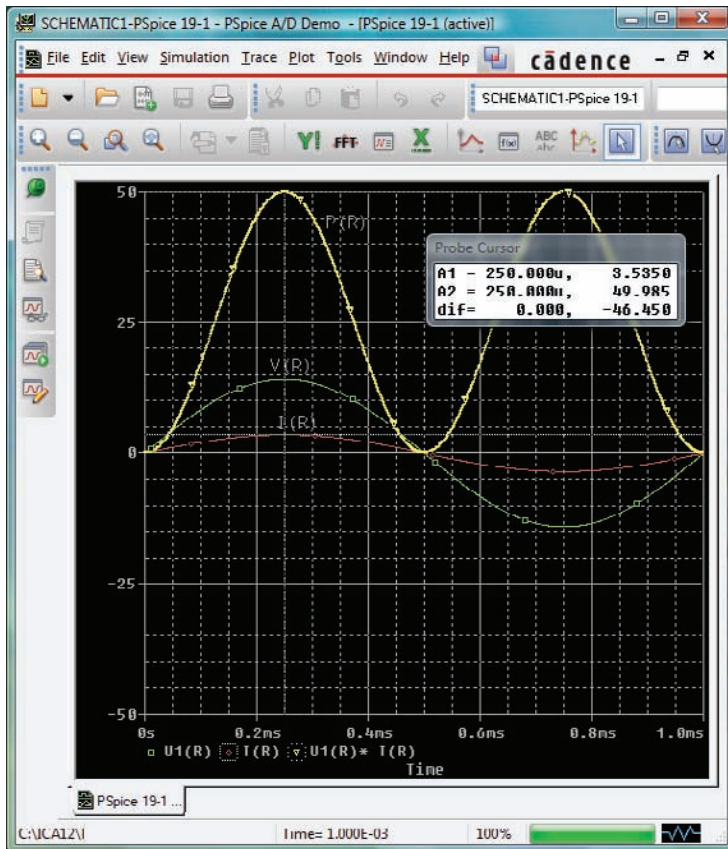 SCHEMATIC1-PSpice 19-1 - PSpice A/D Demo - [PSpice 19-1 (active)]
File Edit View Simulation Trace Plot Tools Window Help cādence
SCHEMATIC1-PSpice 19-1
FFT
ABC
50
P(R)
Probe Cursor
A1 - 250.000u, 3.5350
A2 = 250.000u, 49.985
dif= 0.000, -46.450
25
V(R)
I(R)
0
-25
-50
0s 0.2ms 0.4ms 0.6ms 0.8ms 1.0ms
U1(R) I(R) U1(R)* I(R)
Time
PSpice 19-1 ...
Time= 1.000E-03 100%